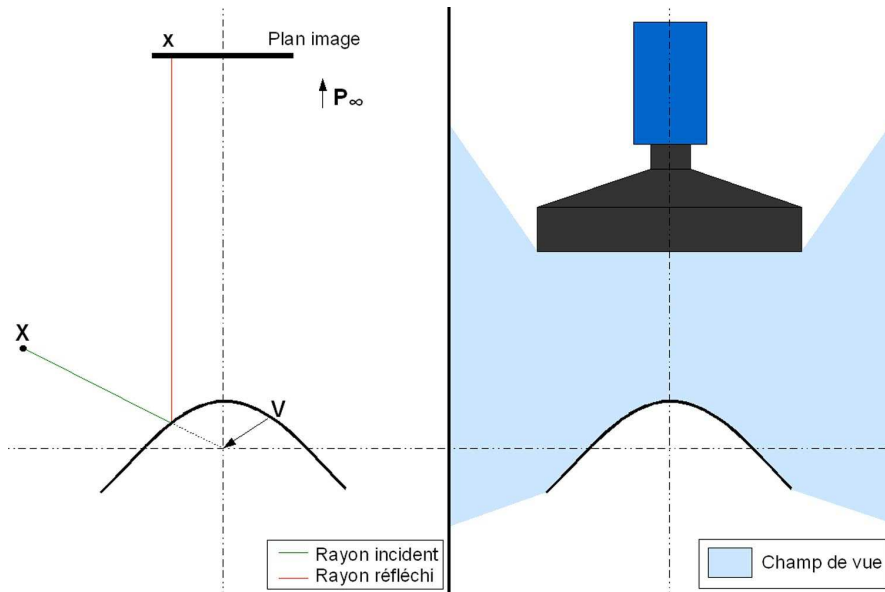 x
Plan image
P∞
X
V
Rayon incident
Rayon réfléchi
Champ de vue